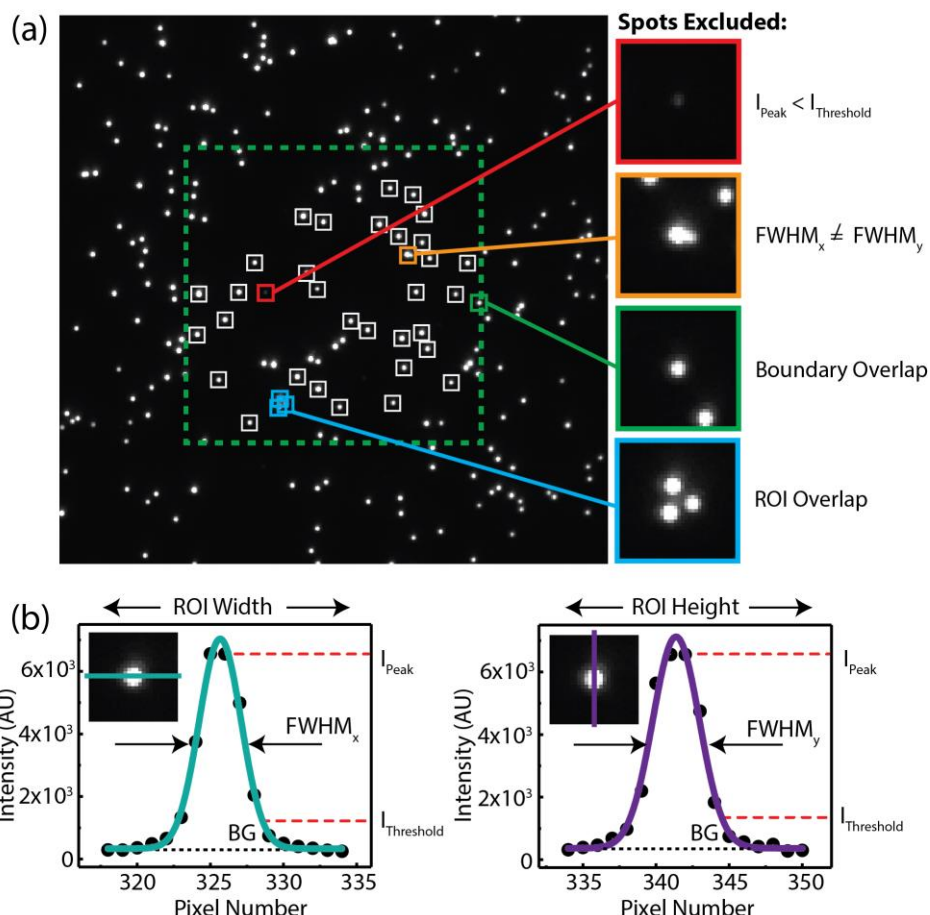 (a)
Spots Excluded:
I_Peak < I_Threshold
FWHM_x ≠ FWHM_y
Boundary Overlap
ROI Overlap
(b)
ROI Width
6x10³
4x10³
2x10³
0
Intensity (AU)
I_Peak
FWHM_x
I_Threshold
BG
320
325
330
335
Pixel Number
ROI Height
6x10³
4x10³
2x10³
0
Intensity (AU)
I_Peak
FWHM_y
I_Threshold
BG
335
340
345
350
Pixel Number